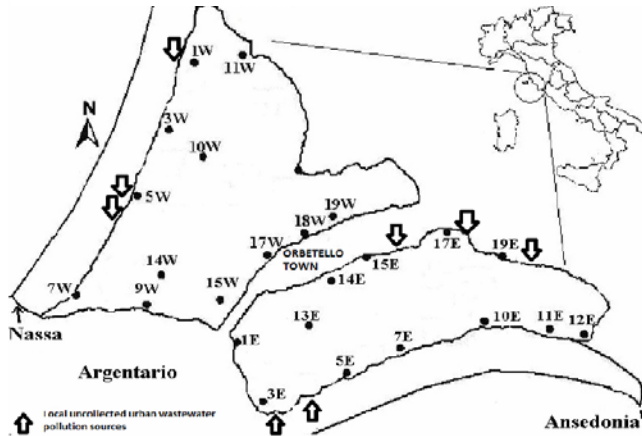 1W
11W
N
3W
10W
5W
19W
18W
17W
ORBETELLO
TOWN
17E
19E
15E
14W
14E
7W
9W
15W
Nassa
13E
10E
11E
12E
1E
7E
Argentario
5E
3E
Local uncollected urban wastewater
pollution sources
Ansedonia